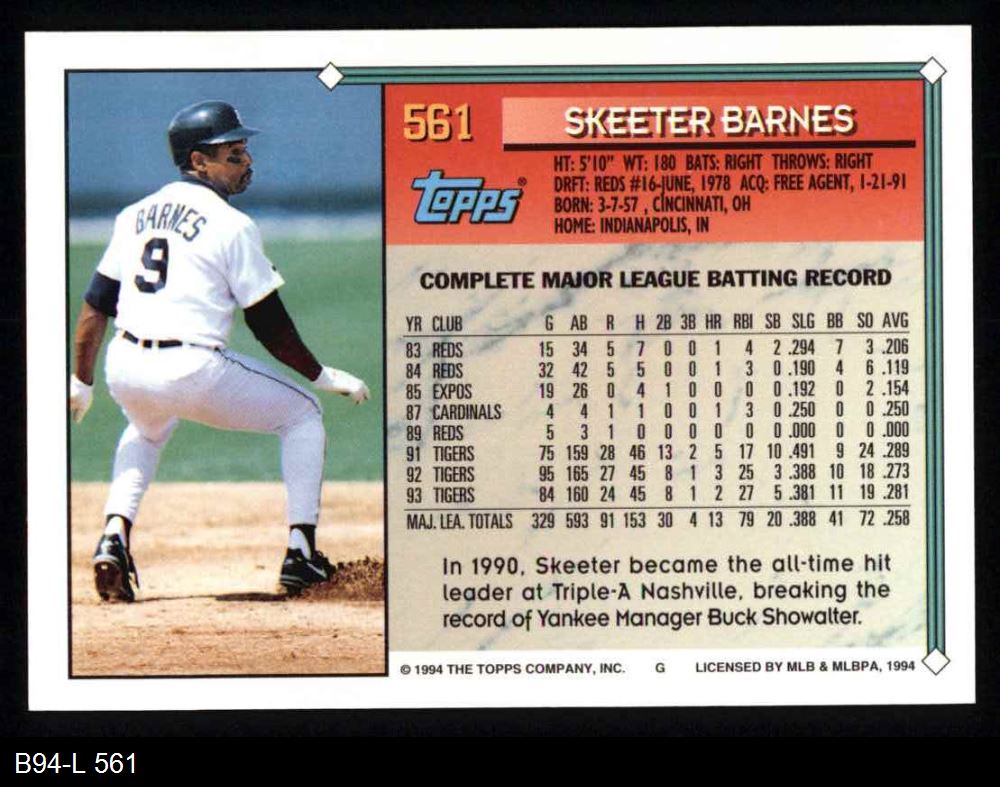 BARNES
9
561 SKEETER BARNES
Topps®
HT: 5'10" WT: 180 BATS: RIGHT THROWS: RIGHT
DRFT: REDS #16-JUNE, 1978 ACQ: FREE AGENT, 1-21-91
BORN: 3-7-57 , CINCINNATI, OH
HOME: INDIANAPOLIS, IN
COMPLETE MAJOR LEAGUE BATTING RECORD
YR CLUB G AB R H 2B 3B HR RBI SB SLG BB SO AVG
83 REDS 15 34 5 7 0 0 1 4 2 .294 7 3 .206
84 REDS 32 42 5 5 0 0 1 3 0 .190 4 6 .119
85 EXPOS 19 26 0 4 1 0 0 0 0 .192 0 2 .154
87 CARDINALS 4 4 1 1 0 0 1 3 0 .250 0 0 .250
89 REDS 5 3 1 0 0 0 0 0 0 .000 0 0 .000
91 TIGERS 75 159 28 46 13 2 5 17 10 .491 9 24 .289
92 TIGERS 95 165 27 45 8 1 3 25 3 .388 10 18 .273
93 TIGERS 84 160 24 45 8 1 2 27 5 .381 11 19 .281
MAJ. LEA. TOTALS 329 593 91 153 30 4 13 79 20 .388 41 72 .258
In 1990, Skeeter became the all-time hit
leader at Triple-A Nashville, breaking the
record of Yankee Manager Buck Showalter.
© 1994 THE TOPPS COMPANY, INC. G LICENSED BY MLB & MLBPA, 1994
B94-L 561